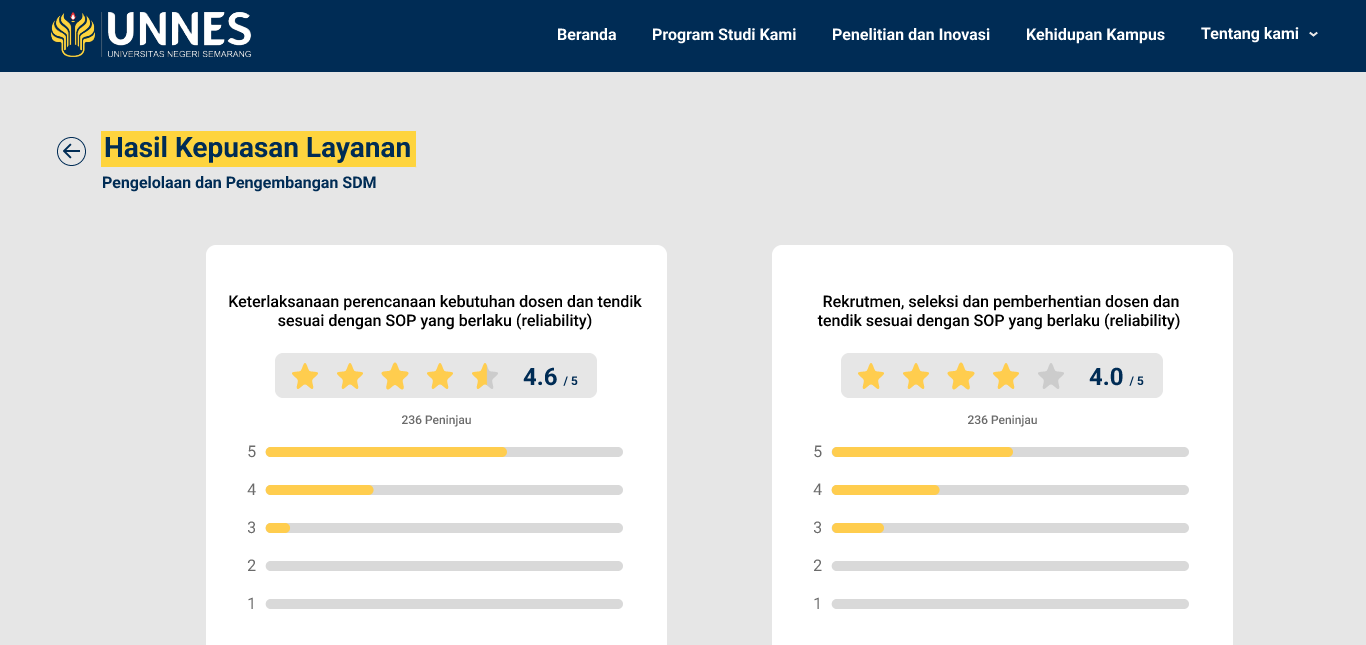 UNNES
UNIVERSITAS NEGERI SEMARANG
Beranda
Program Studi Kami
Penelitian dan Inovasi
Kehidupan Kampus
Tentang kami
Hasil Kepuasan Layanan
Pengelolaan dan Pengembangan SDM
Keterlaksanaan perencanaan kebutuhan dosen dan tendik
sesuai dengan SOP yang berlaku (reliability)
4.6 / 5
236 Peninjau
5
4
3
2
1
Rekrutmen, seleksi dan pemberhentian dosen dan
tendik sesuai dengan SOP yang berlaku (reliability)
4.0 / 5
236 Peninjau
5
4
3
2
1